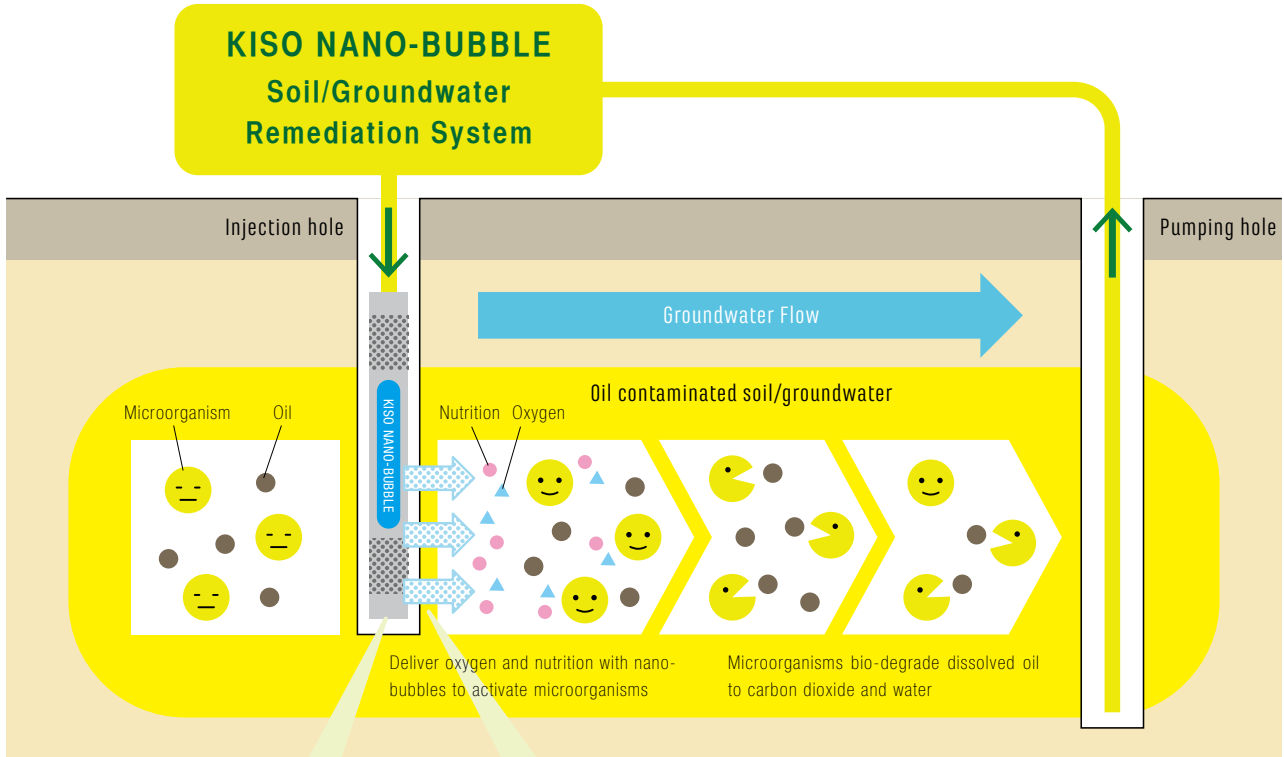 KISO NANO-BUBBLE
Soil/Groundwater
Remediation System
Injection hole
Pumping hole
Groundwater Flow
Oil contaminated soil/groundwater
Microorganism
Oil
KISO NANO-BUBBLE
Nutrition
Oxygen
Deliver oxygen and nutrition with nano-
bubbles to activate microorganisms
Microorganisms bio-degrade dissolved oil
to carbon dioxide and water